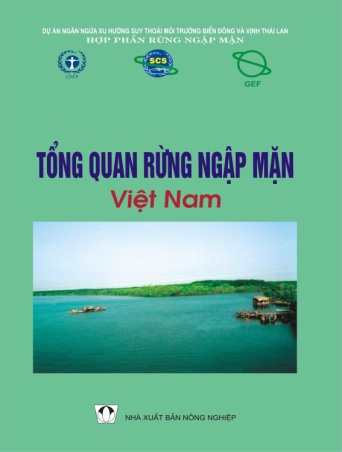 DỰ ÁN NGĂN NGỪA XU HƯỚNG SUY THOÁI MÔI TRƯỜNG BIỂN ĐÔNG VÀ VỊNH THÁI LAN
HỢP PHẦN RỪNG NGẬP MẶN
UNEP
SCS
GEF
TỔNG QUAN RỪNG NGẬP MẶN
Việt Nam
NHÀ XUẤT BẢN NÔNG NGHIỆP